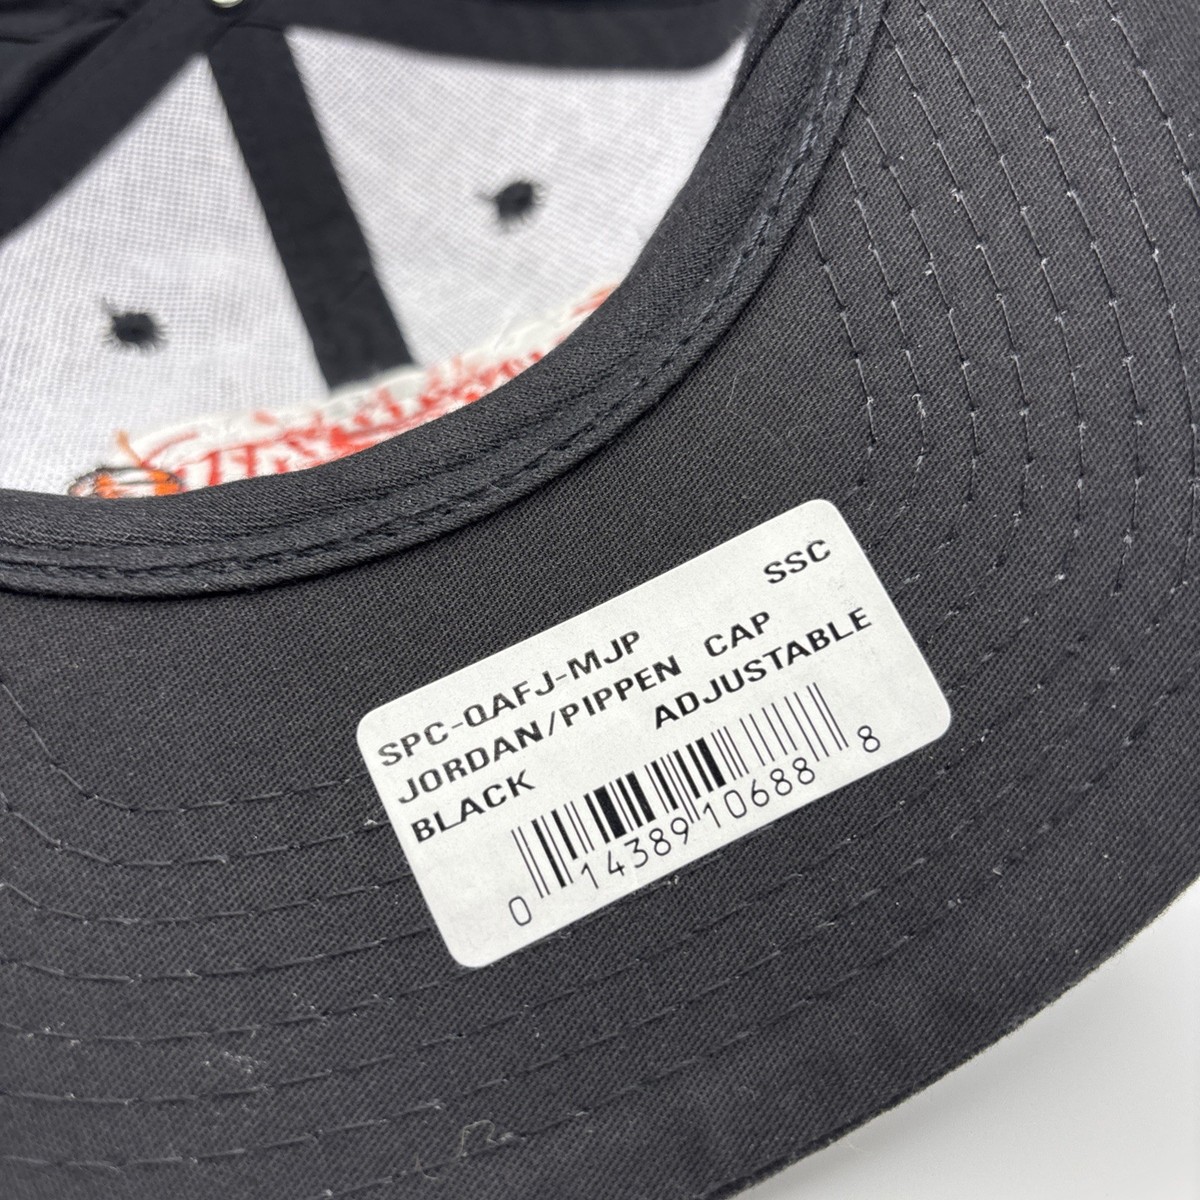 SSC
SPC-QAFJ-MJP
JORDAN/PIPPEN CAP
BLACK ADJUSTABLE
0 14389 10688 8